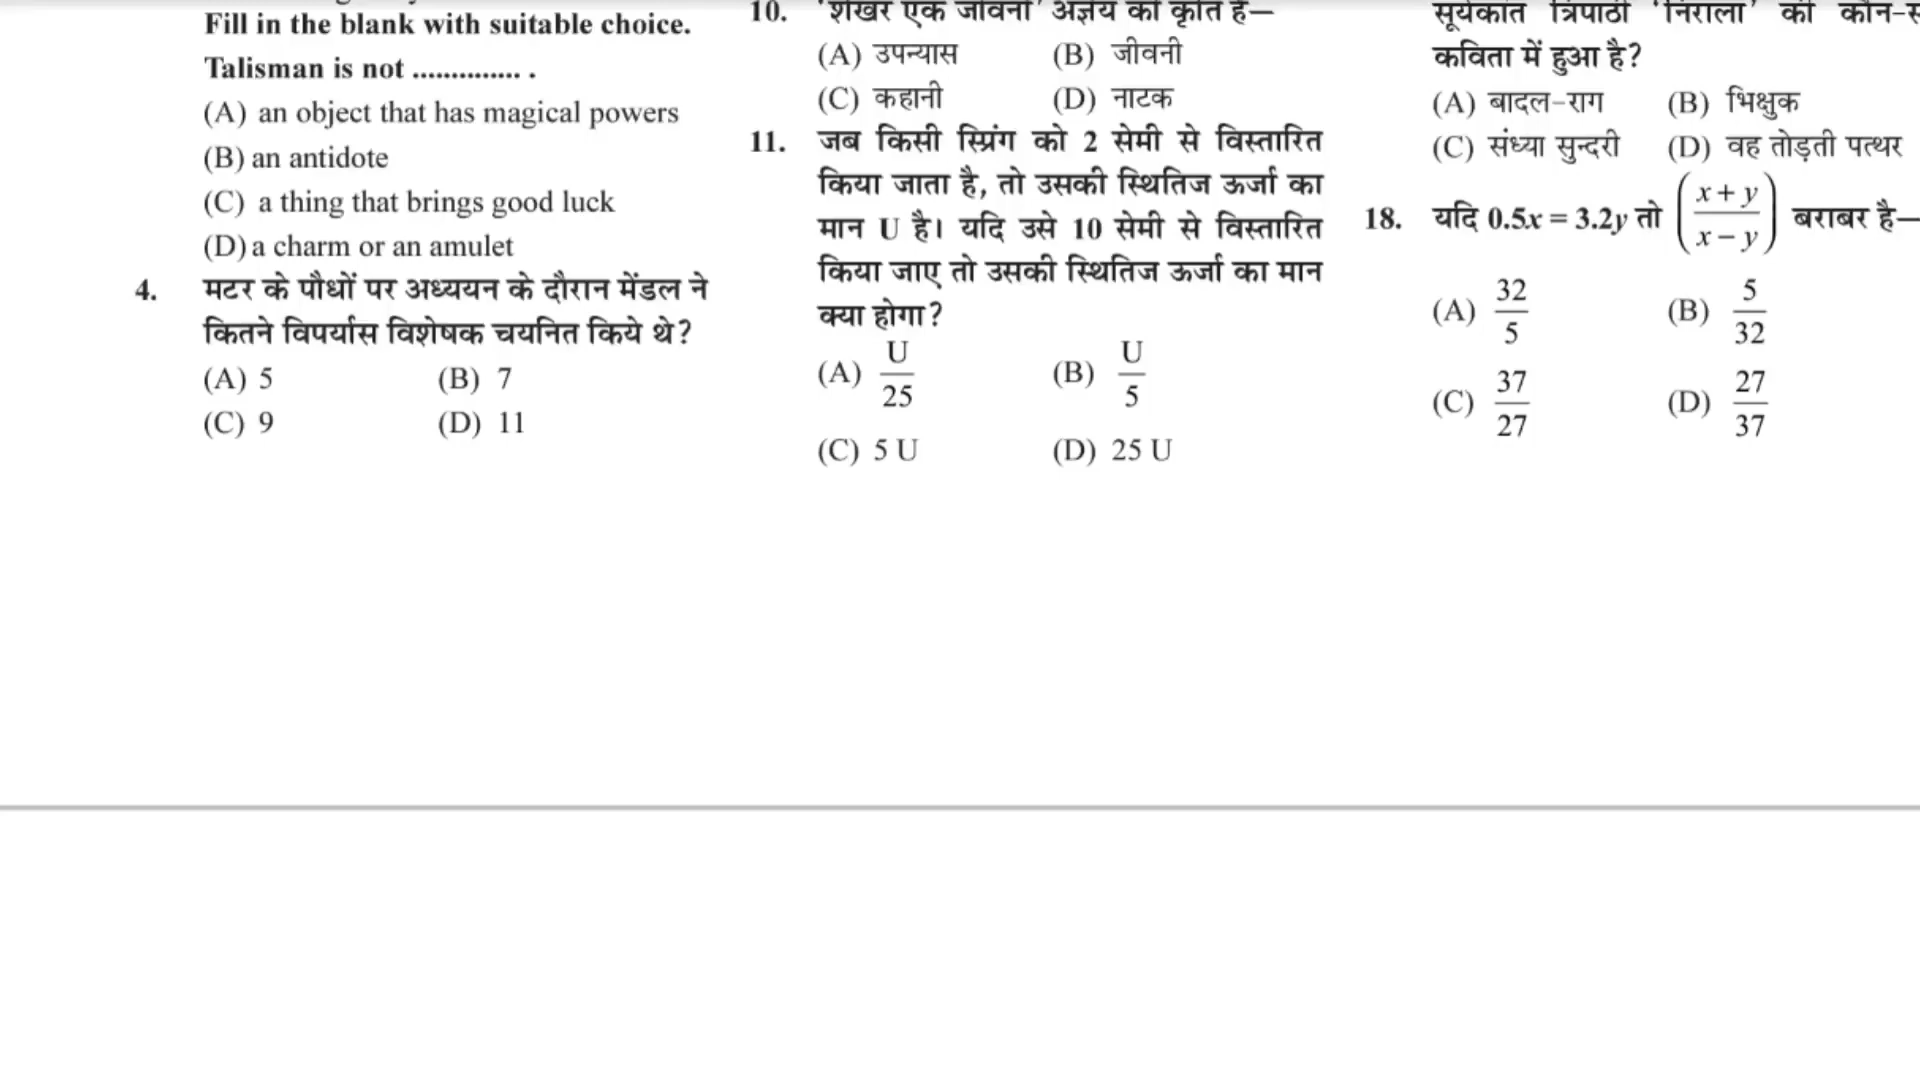 Fill in the blank with suitable choice.
Talisman is not .............. .
(A) an object that has magical powers
(B) an antidote
(C) a thing that brings good luck
(D) a charm or an amulet
4. मटर के पौधों पर अध्ययन के दौरान मेंडल ने
कितने विपर्यास विशेषक चयनित किये थे?
(A) 5 (B) 7
(C) 9 (D) 11
10. 'शेखर एक जीवनी' अज्ञेय की कृति है—
(A) उपन्यास (B) जीवनी
(C) कहानी (D) नाटक
11. जब किसी स्प्रिंग को 2 सेमी से विस्तारित
किया जाता है, तो उसकी स्थितिज ऊर्जा का
मान U है। यदि उसे 10 सेमी से विस्तारित
किया जाए तो उसकी स्थितिज ऊर्जा का मान
क्या होगा?
(A) U/25 (B) U/5
(C) 5 U (D) 25 U
सूर्यकांत त्रिपाठी 'निराला' की
कविता में हुआ है?
(A) बादल-राग (B) भिक्षुक
(C) संध्या सुन्दरी (D) वह तोड़ती पत्थर
18. यदि 0.5x = 3.2y तो (x + y / x – y) बराबर है—
(A) 32/5 (B) 5/32
(C) 37/27 (D) 27/37